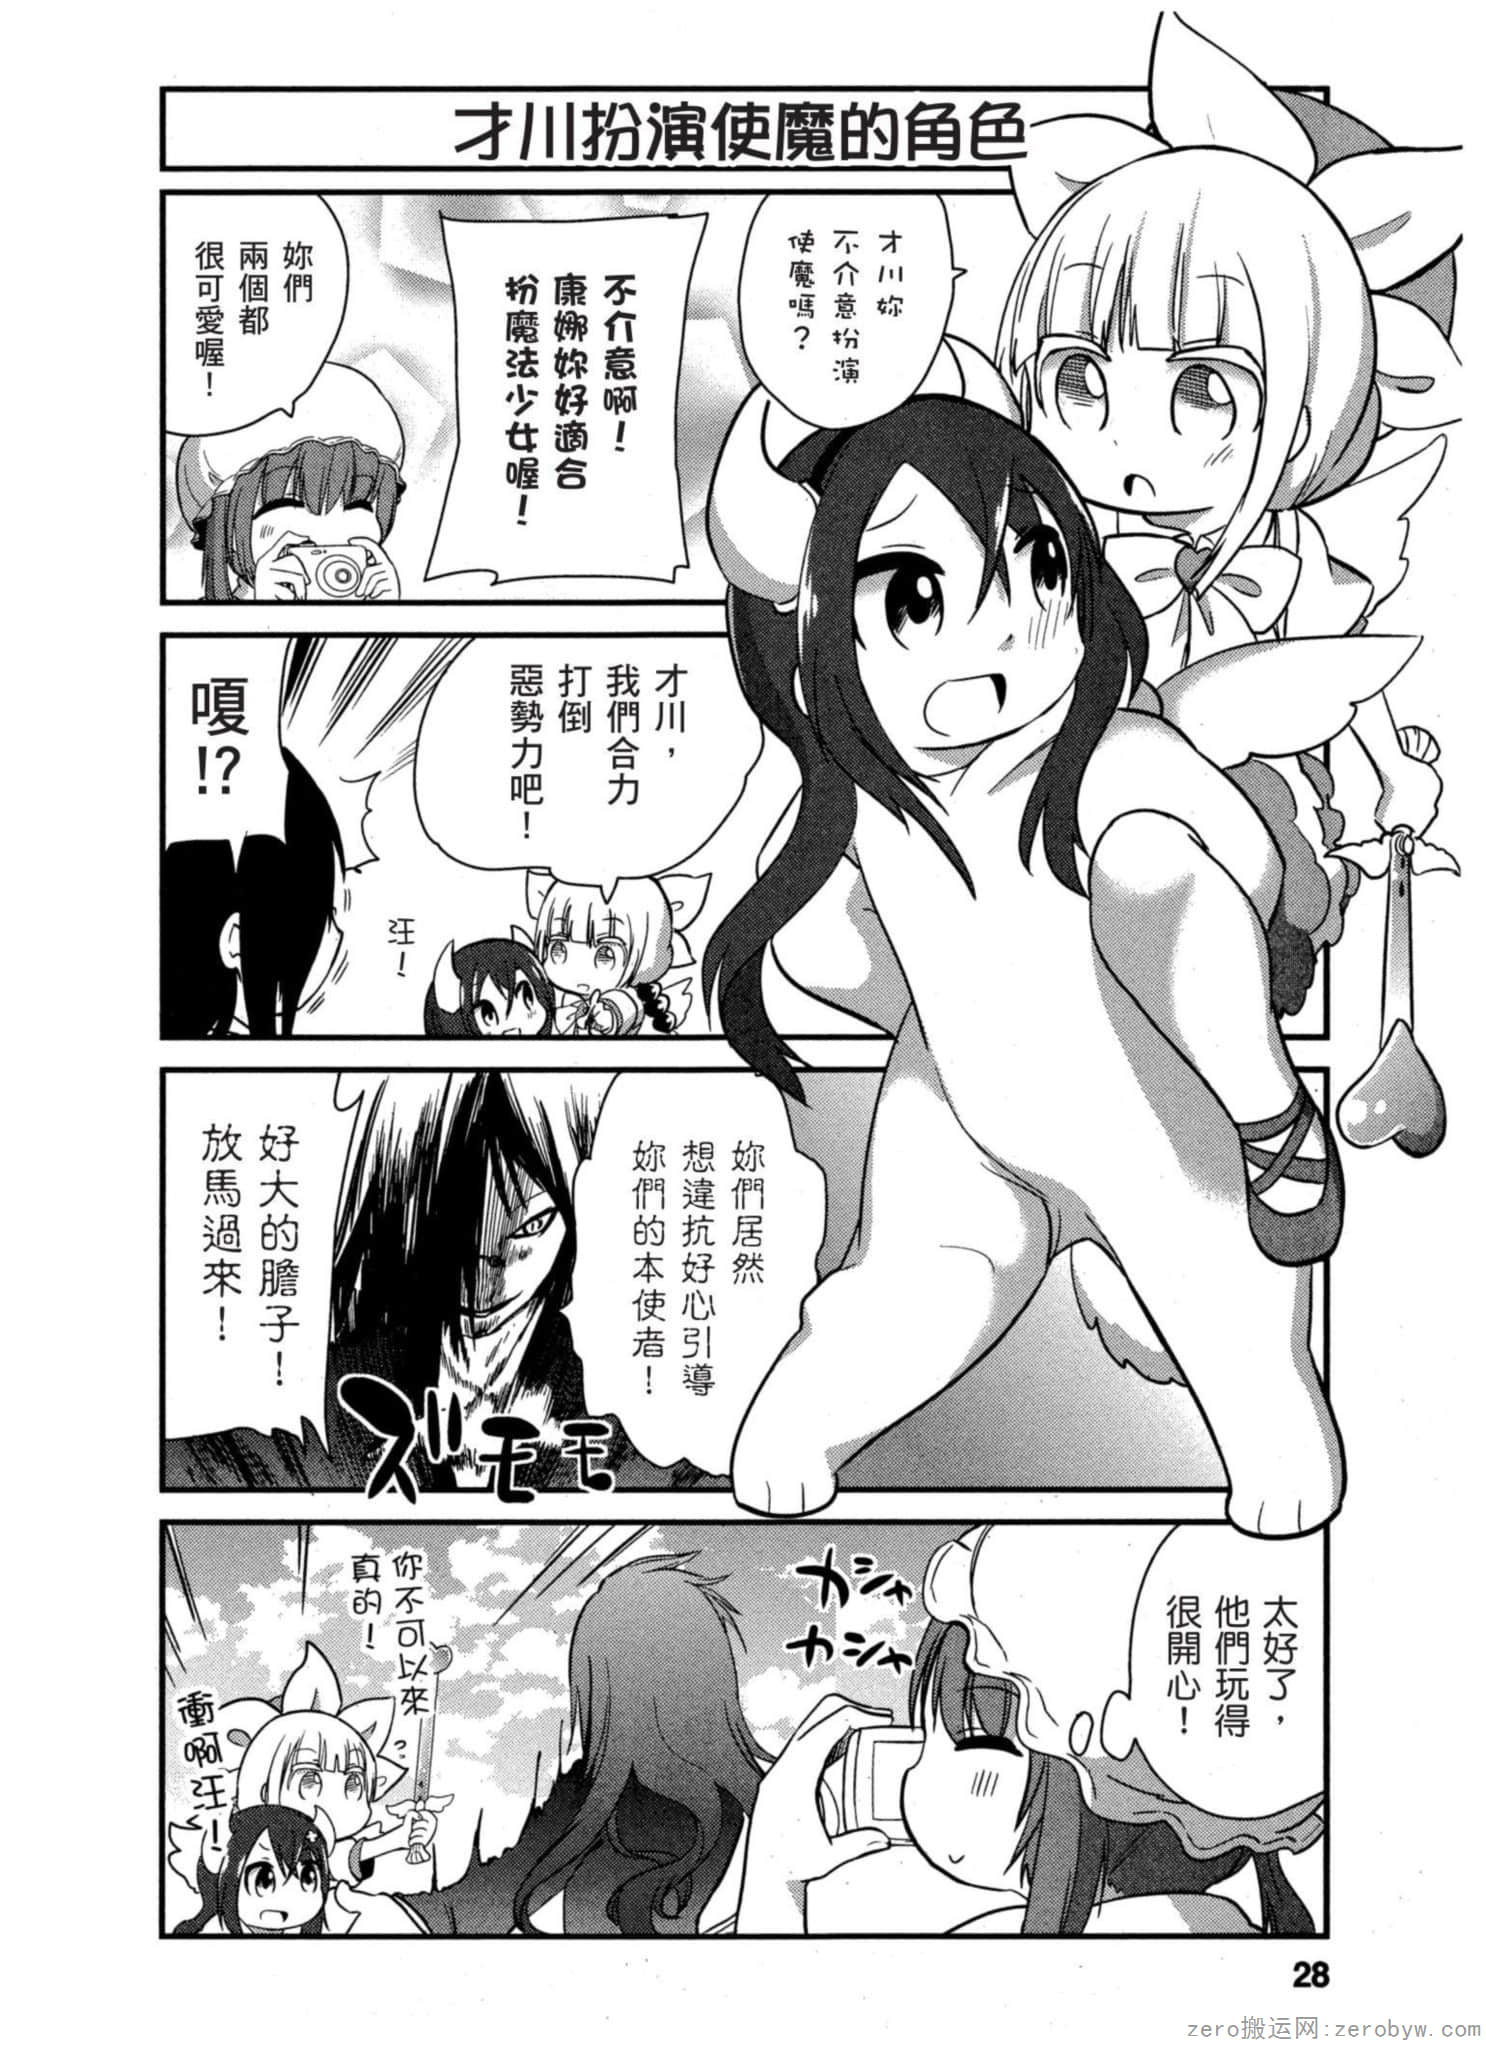 才川扮演使魔的角色
才川妳
不介意扮演
使魔嗎？
不介意啊！
康娜妳好適合
扮魔法少女喔！
妳們
兩個都
很可愛喔！
才川，
我們合力
打倒
惡勢力吧！
汪！
嗄!?
妳們居然
想違抗好心引導
妳們的本使者！
好大的膽子！
放馬過來！
ズモモ
太好了，
他們玩得
很開心！
カシャ
カシャ
你不可以來
真的！
衝啊汪！
28
zero搬运网:zerobyw.com